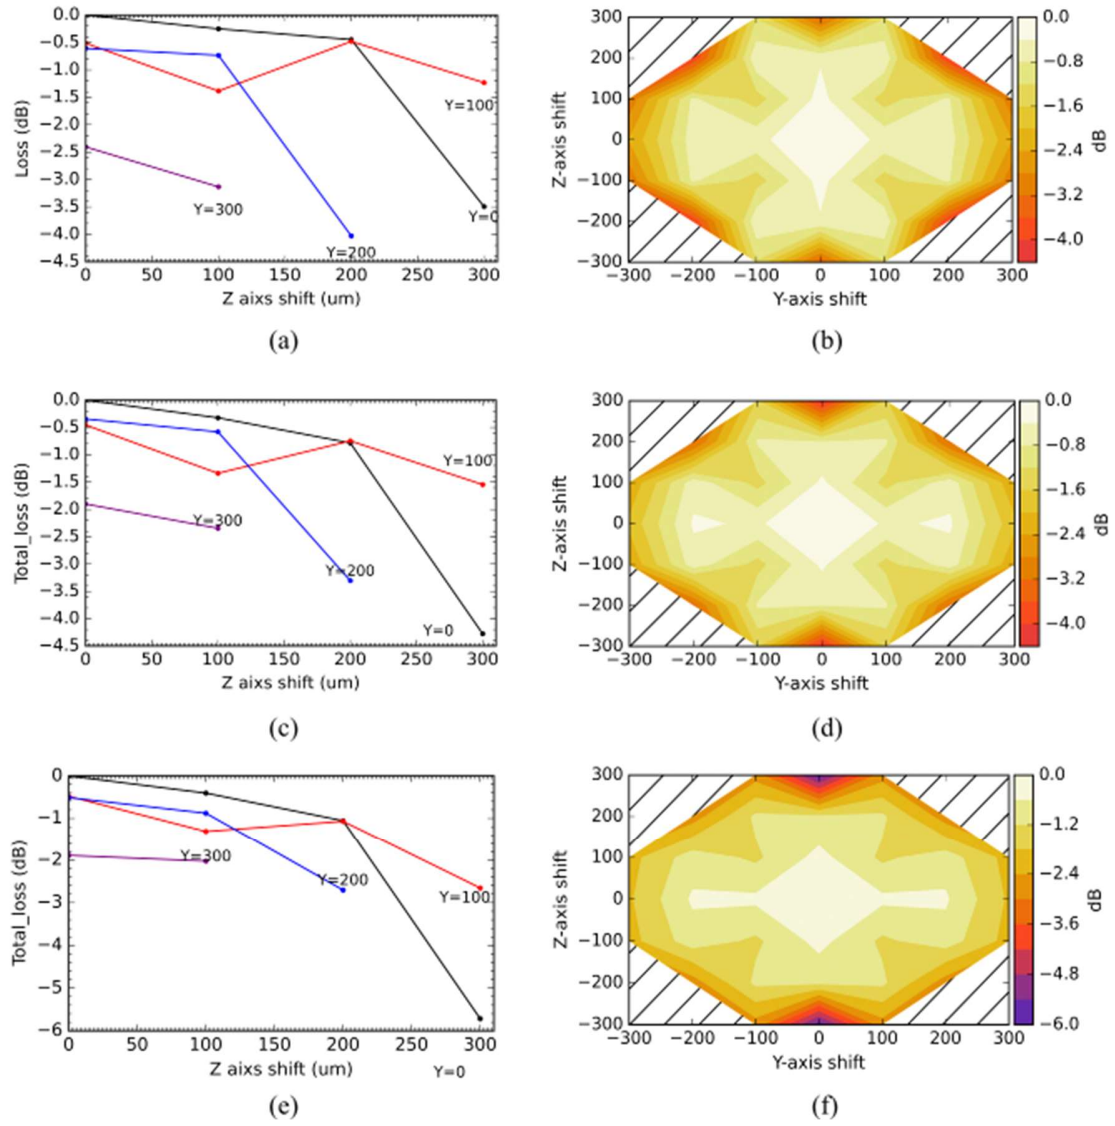 0.0
−0.5
−1.0
−1.5
−2.0
−2.5
−3.0
−3.5
−4.0
−4.5
Loss (dB)
Y=100
Y=300
Y=0
Y=200
0 50 100 150 200 250 300
Z aixs shift (um)
(a)
300
200
100
0
−100
−200
−300
Z-axis shift
−300 −200 −100 0 100 200 300
Y-axis shift
0.0
−0.8
−1.6
−2.4
−3.2
−4.0
dB
(b)
0.0
−0.5
−1.0
−1.5
−2.0
−2.5
−3.0
−3.5
−4.0
−4.5
Total_loss (dB)
Y=100
Y=300
Y=200
Y=0
0 50 100 150 200 250 300
Z aixs shift (um)
(c)
300
200
100
0
−100
−200
−300
Z-axis shift
−300 −200 −100 0 100 200 300
Y-axis shift
0.0
−0.8
−1.6
−2.4
−3.2
−4.0
dB
(d)
0
−1
−2
−3
−4
−5
−6
Total_loss (dB)
Y=300
Y=200
Y=100
0 50 100 150 200 250 300
Z aixs shift (um)
Y=0
(e)
300
200
100
0
−100
−200
−300
Z-axis shift
−300 −200 −100 0 100 200 300
Y-axis shift
0.0
−1.2
−2.4
−3.6
−4.8
−6.0
dB
(f)